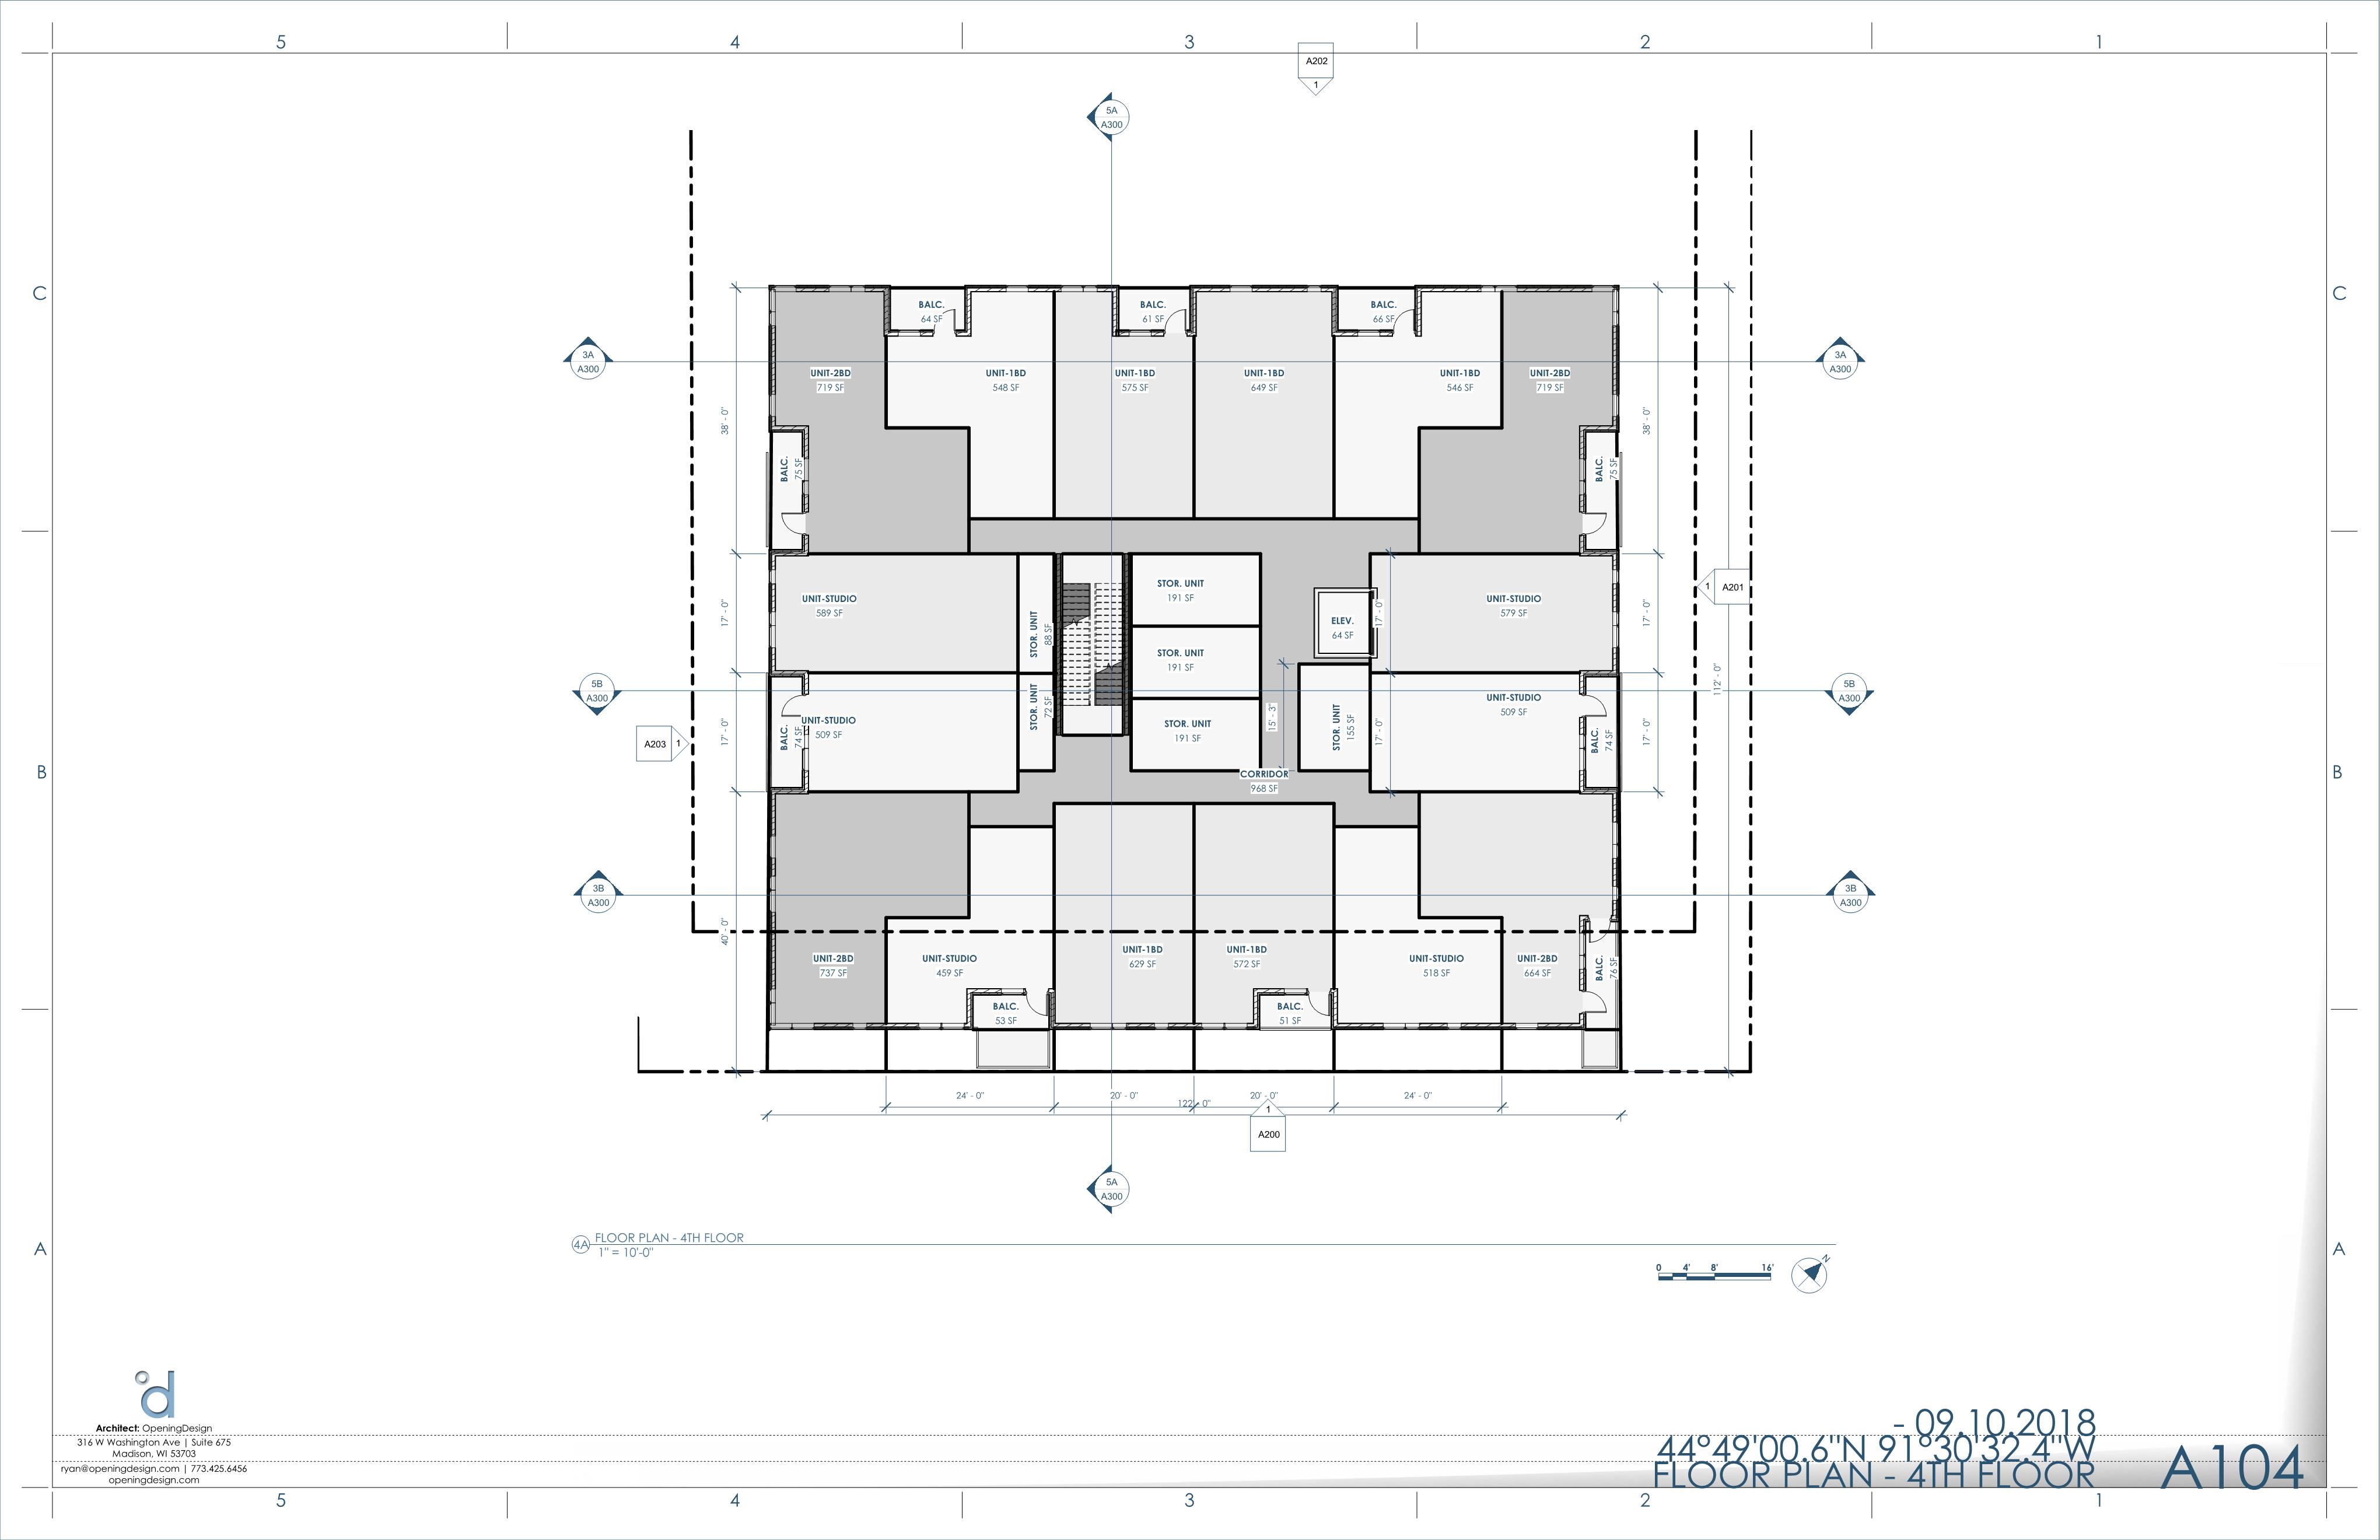 5
4
3
2
1
A202
1
5A
A300
C
C
BALC.
64 SF
BALC.
61 SF
BALC.
66 SF
3A
A300
3A
A300
UNIT-2BD
719 SF
UNIT-1BD
548 SF
UNIT-1BD
575 SF
UNIT-1BD
649 SF
UNIT-1BD
546 SF
UNIT-2BD
719 SF
38' - 0"
38' - 0"
BALC.
75 SF
BALC.
75 SF
UNIT-STUDIO
589 SF
STOR. UNIT
88 SF
STOR. UNIT
191 SF
ELEV.
64 SF
17' - 0"
UNIT-STUDIO
579 SF
17' - 0"
17' - 0"
1
A201
STOR. UNIT
191 SF
112' - 0"
5B
A300
5B
A300
UNIT-STUDIO
509 SF
STOR. UNIT
72 SF
STOR. UNIT
191 SF
15' - 3"
STOR. UNIT
155 SF
17' - 0"
UNIT-STUDIO
509 SF
BALC.
74 SF
BALC.
74 SF
17' - 0"
17' - 0"
A203
1
B
B
CORRIDOR
968 SF
3B
A300
3B
A300
40' - 0"
UNIT-2BD
737 SF
UNIT-STUDIO
459 SF
UNIT-1BD
629 SF
UNIT-1BD
572 SF
UNIT-STUDIO
518 SF
UNIT-2BD
664 SF
BALC.
76 SF
BALC.
53 SF
BALC.
51 SF
24' - 0"
20' - 0"
20' - 0"
24' - 0"
122' - 0"
1
A200
5A
A300
4A
FLOOR PLAN - 4TH FLOOR
1" = 10'-0"
A
A
0 4' 8' 16'
N
d
Architect: OpeningDesign
316 W Washington Ave | Suite 675
Madison, WI 53703
ryan@openingdesign.com | 773.425.6456
openingdesign.com
- 09.10.2018
44°49'00.6"N 91°30'32.4"W
FLOOR PLAN - 4TH FLOOR
A104
5
4
3
2
1